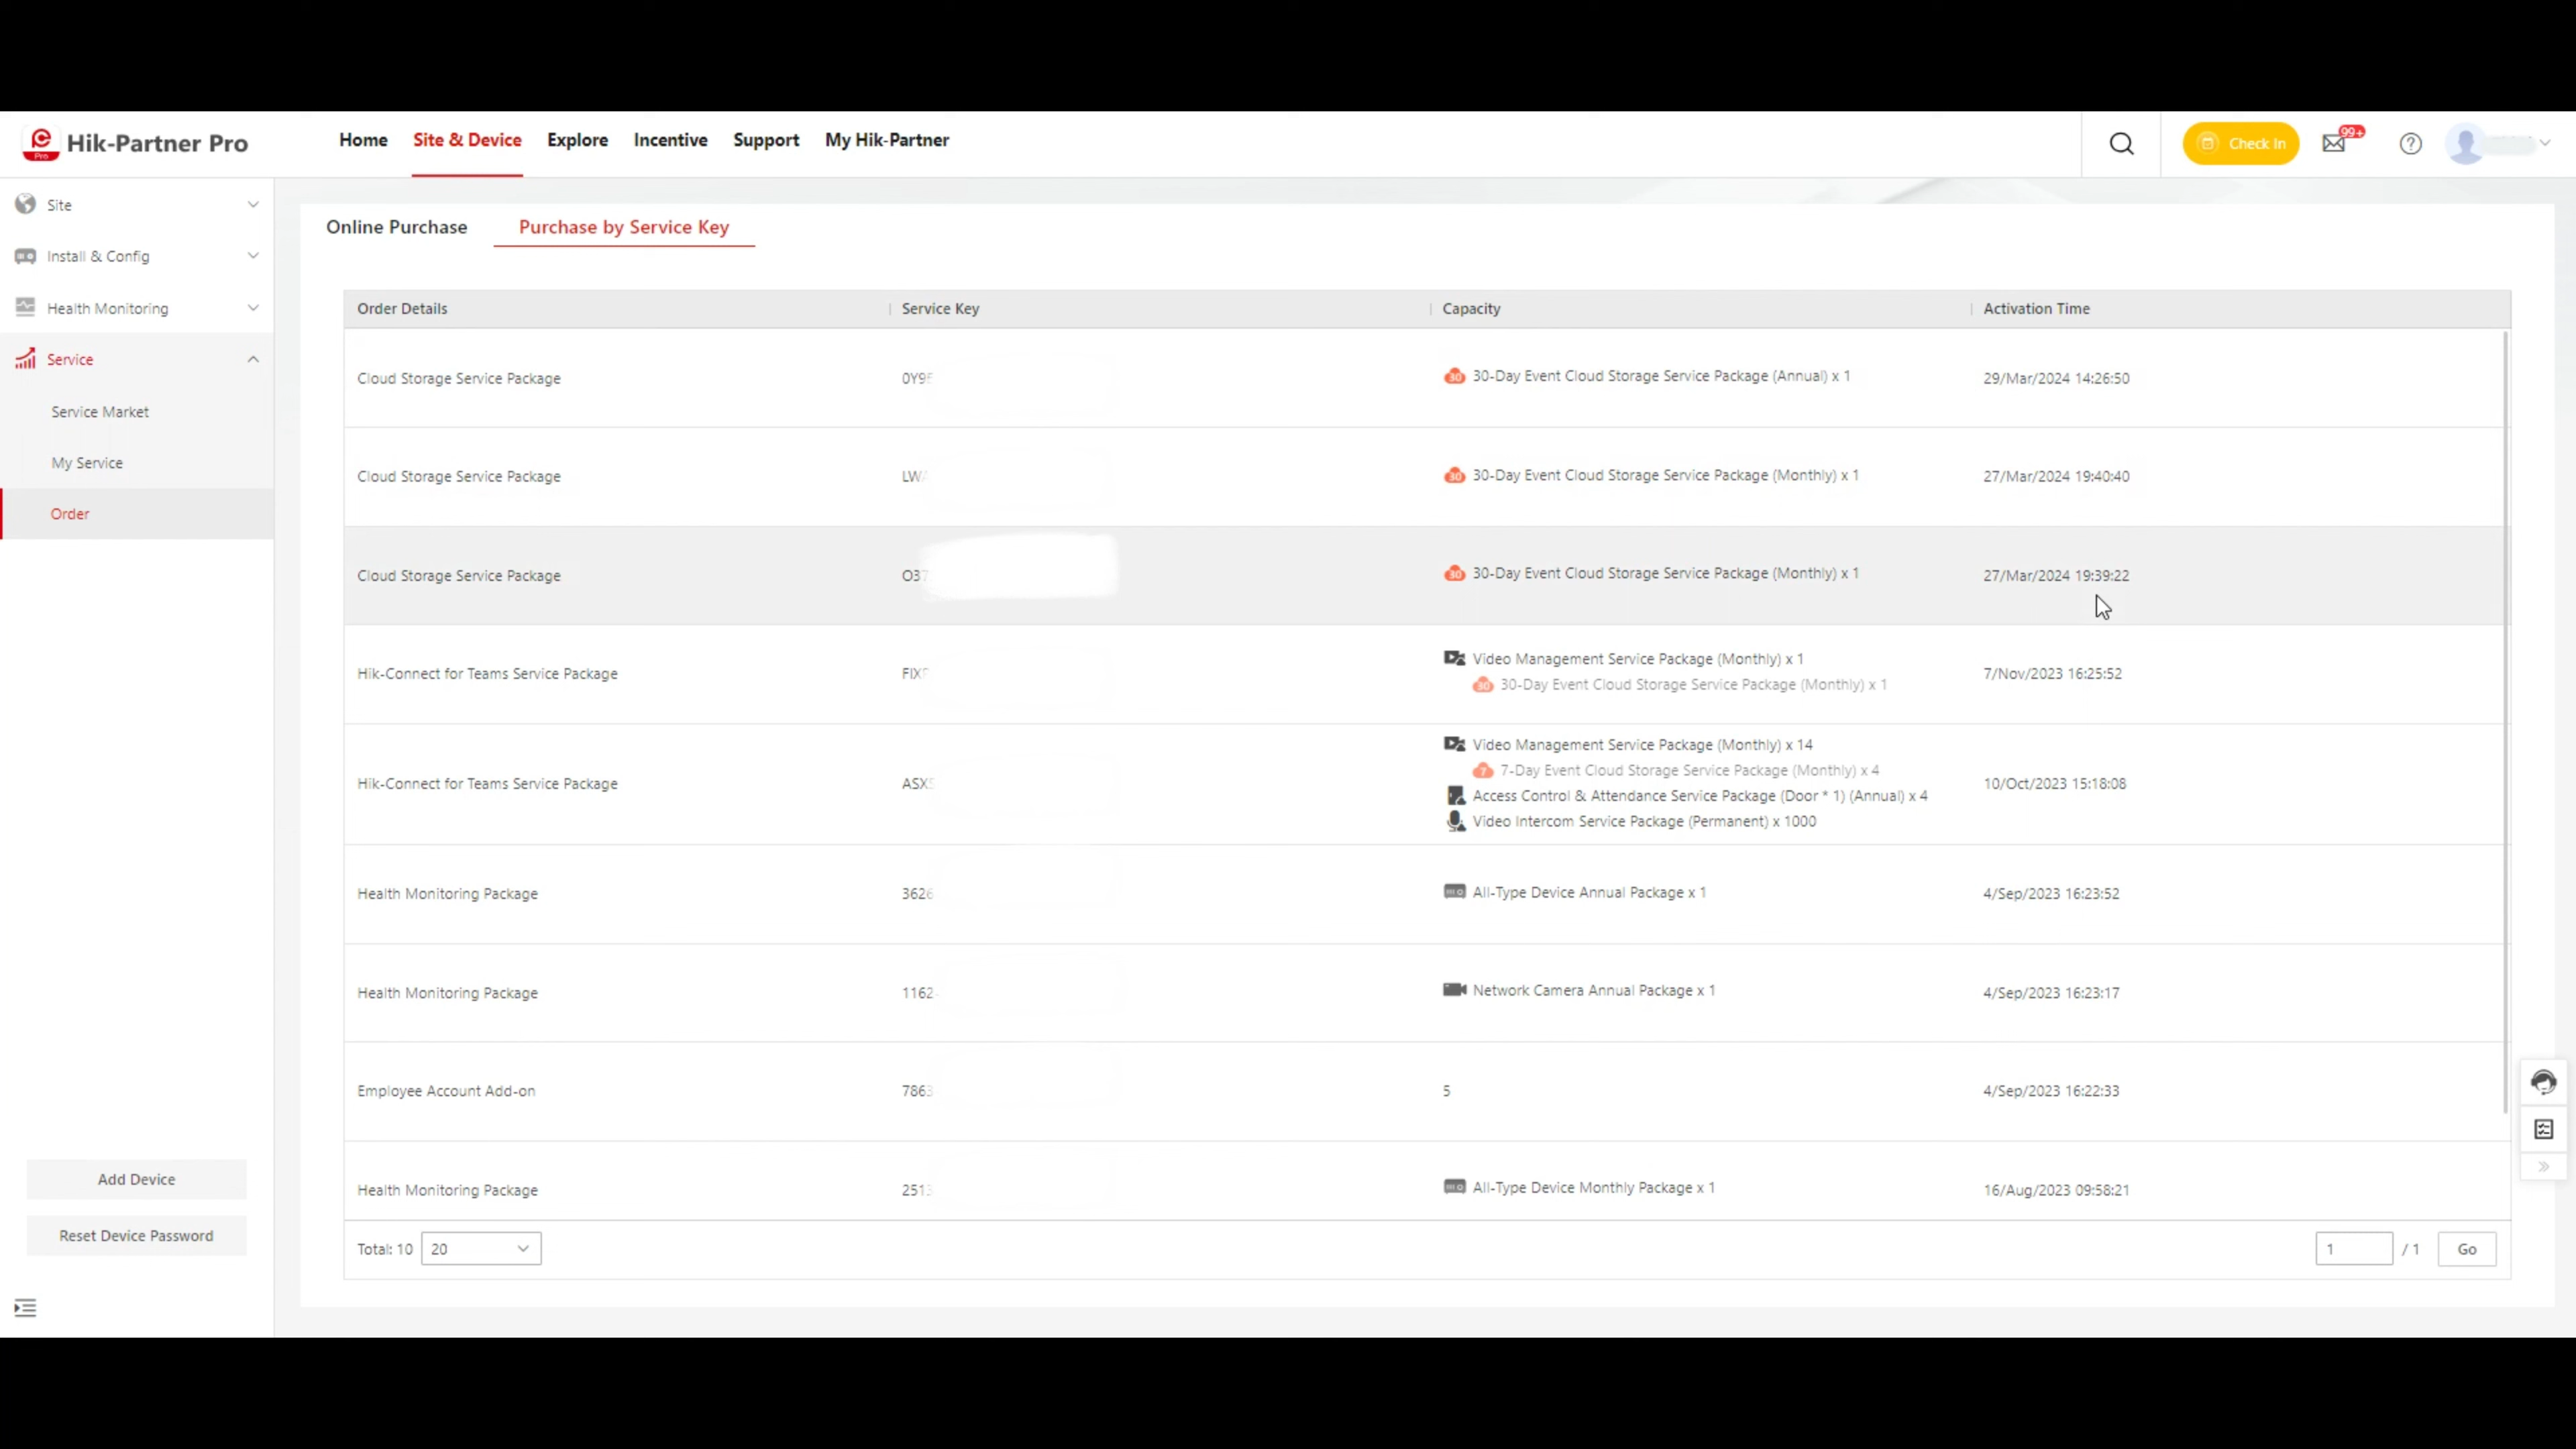 Hik-Partner Pro
Pro
Home
Site & Device
Explore
Incentive
Support
My Hik-Partner
Check In
99+
Site
Install & Config
Health Monitoring
Service
Service Market
My Service
Order
Add Device
Reset Device Password
Online Purchase
Purchase by Service Key
Order Details
Service Key
Capacity
Activation Time
Cloud Storage Service Package
30 30-Day Event Cloud Storage Service Package (Annual) x 1
29/Mar/2024 14:26:50
Cloud Storage Service Package
30 30-Day Event Cloud Storage Service Package (Monthly) x 1
27/Mar/2024 19:40:40
Cloud Storage Service Package
30 30-Day Event Cloud Storage Service Package (Monthly) x 1
27/Mar/2024 19:39:22
Hik-Connect for Teams Service Package
Video Management Service Package (Monthly) x 1
30 30-Day Event Cloud Storage Service Package (Monthly) x 1
7/Nov/2023 16:25:52
Hik-Connect for Teams Service Package
Video Management Service Package (Monthly) x 14
7 7-Day Event Cloud Storage Service Package (Monthly) x 4
Access Control & Attendance Service Package (Door * 1) (Annual) x 4
Video Intercom Service Package (Permanent) x 1000
10/Oct/2023 15:18:08
Health Monitoring Package
3626
All-Type Device Annual Package x 1
4/Sep/2023 16:23:52
Health Monitoring Package
1162
Network Camera Annual Package x 1
4/Sep/2023 16:23:17
Employee Account Add-on
7863
5
4/Sep/2023 16:22:33
Health Monitoring Package
2513
All-Type Device Monthly Package x 1
16/Aug/2023 09:58:21
Total: 10
20
1
/ 1
Go